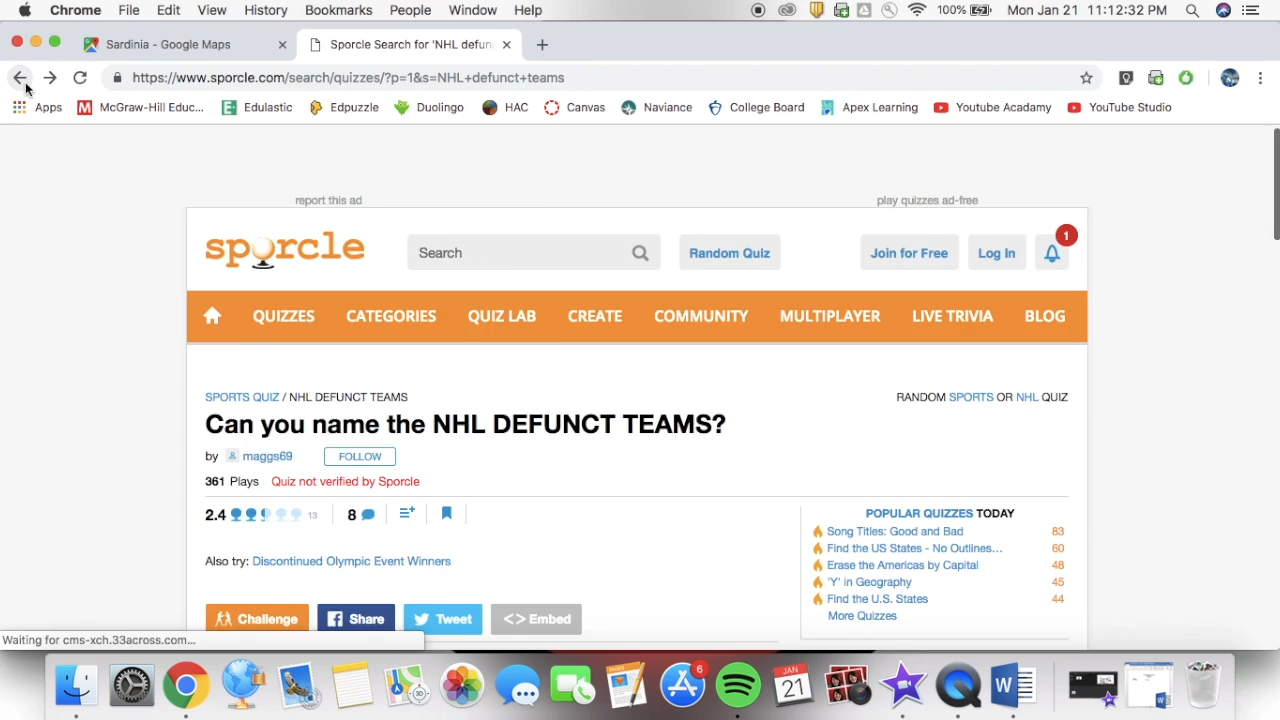 Chrome File Edit View History Bookmarks People Window Help 100% Mon Jan 21 11:12:32 PM
Sardinia - Google Maps Sporcle Search for 'NHL defun
https://www.sporcle.com/search/quizzes/?p=1&s=NHL+defunct+teams
Apps McGraw-Hill Educ... Edulastic Edpuzzle Duolingo HAC Canvas Naviance College Board Apex Learning Youtube Acadamy YouTube Studio
report this ad play quizzes ad-free
sporcle Search Random Quiz Join for Free Log In 1
QUIZZES CATEGORIES QUIZ LAB CREATE COMMUNITY MULTIPLAYER LIVE TRIVIA BLOG
SPORTS QUIZ / NHL DEFUNCT TEAMS RANDOM SPORTS OR NHL QUIZ
Can you name the NHL DEFUNCT TEAMS?
by maggs69 FOLLOW
361 Plays Quiz not verified by Sporcle
2.4 13 8
POPULAR QUIZZES TODAY
Song Titles: Good and Bad 83
Find the US States - No Outlines... 60
Erase the Americas by Capital 48
'Y' in Geography 45
Find the U.S. States 44
More Quizzes
Also try: Discontinued Olympic Event Winners
Challenge Share Tweet <> Embed
Waiting for cms-xch.33across.com...
PAGES 6 JAN 21 W